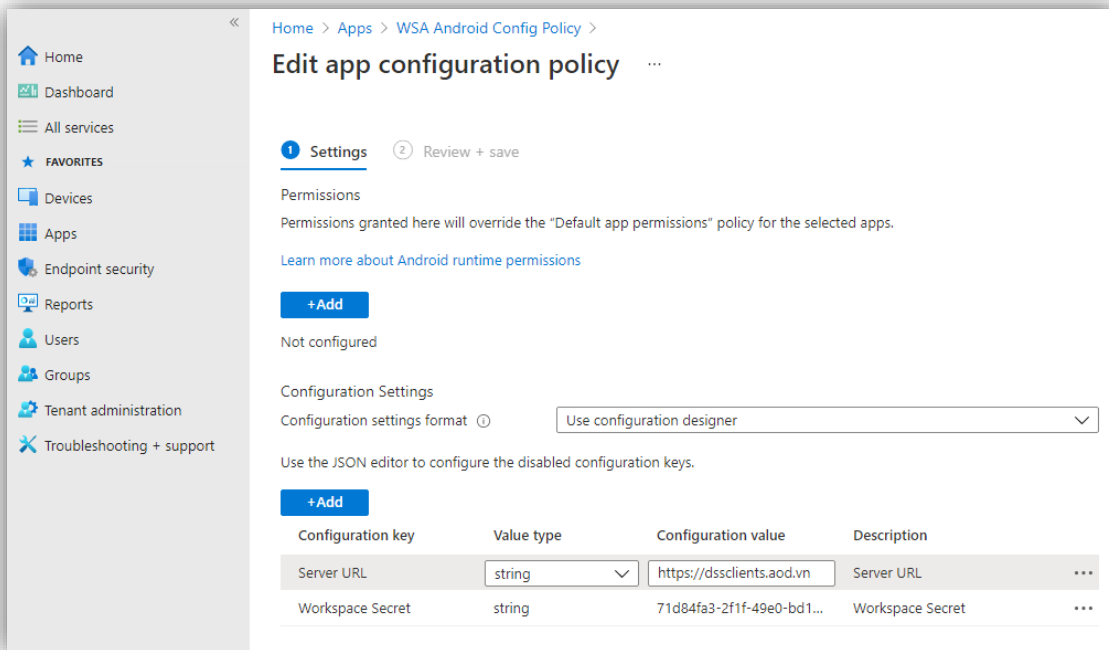 «
Home
Dashboard
All services
FAVORITES
Devices
Apps
Endpoint security
Reports
Users
Groups
Tenant administration
Troubleshooting + support
Home > Apps > WSA Android Config Policy >
Edit app configuration policy ...
1 Settings 2 Review + save
Permissions
Permissions granted here will override the “Default app permissions” policy for the selected apps.
Learn more about Android runtime permissions
+Add
Not configured
Configuration Settings
Configuration settings format Use configuration designer
Use the JSON editor to configure the disabled configuration keys.
+Add
Configuration key Value type Configuration value Description
Server URL string https://dssclients.aod.vn Server URL ...
Workspace Secret string 71d84fa3-2f1f-49e0-bd1... Workspace Secret ...